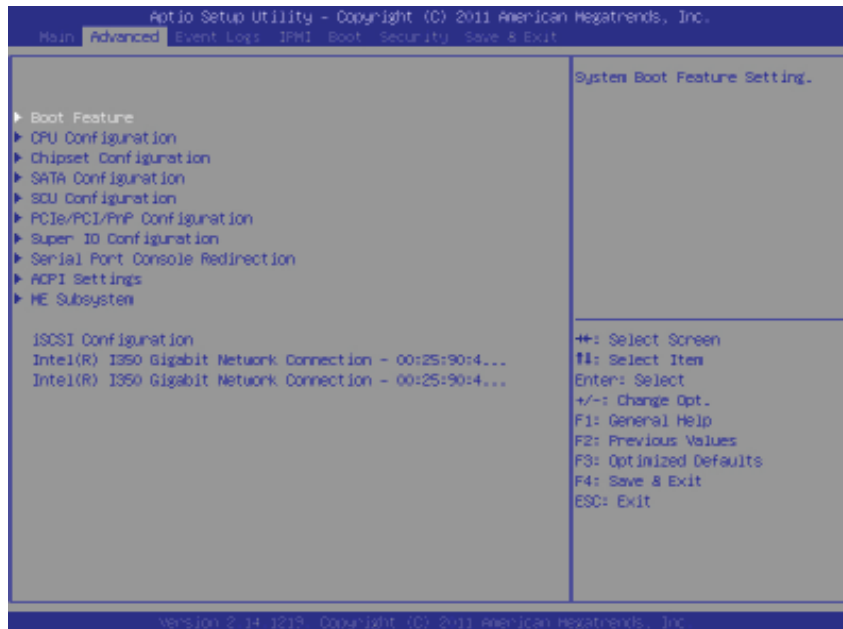 Aptio Setup Utility - Copyright (C) 2011 American Megatrends, Inc.
Main Advanced Event Logs IPMI Boot Security Save & Exit
System Boot Feature Setting.
Boot Feature
CPU Configuration
Chipset Configuration
SATA Configuration
SCU Configuration
PCIe/PCI/PnP Configuration
Super IO Configuration
Serial Port Console Redirection
ACPI Settings
ME Subsystem
iSCSI Configuration
Intel(R) I350 Gigabit Network Connection - 00:25:90:4...
Intel(R) I350 Gigabit Network Connection - 00:25:90:4...
→←: Select Screen
↑↓: Select Item
Enter: Select
+/-: Change Opt.
F1: General Help
F2: Previous Values
F3: Optimized Defaults
F4: Save & Exit
ESC: Exit
Version 2.14.1219. Copyright (C) 2011 American Megatrends, Inc.